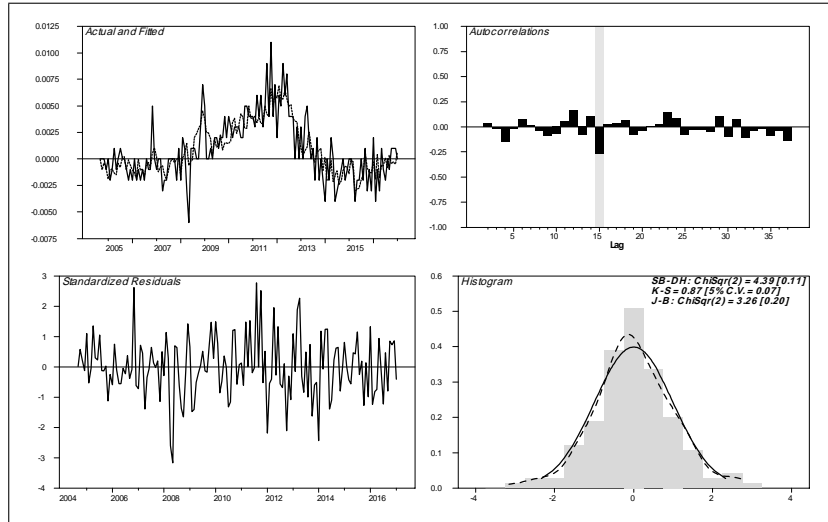 Actual and Fitted
0.0125
0.0100
0.0075
0.0050
0.0025
0.0000
-0.0025
-0.0050
-0.0075
2005 2007 2009 2011 2013 2015
Autocorrelations
1.00
0.75
0.50
0.25
0.00
-0.25
-0.50
-0.75
-1.00
5 10 15 20 25 30 35
Lag
Standardized Residuals
3
2
1
0
-1
-2
-3
-4
2004 2006 2008 2010 2012 2014 2016
Histogram
SB-DH: ChiSqr(2) = 4.39 [0.11]
K-S = 0.87 [5% C.V. = 0.07]
J-B: ChiSqr(2) = 3.26 [0.20]
0.6
0.5
0.4
0.3
0.2
0.1
0.0
-4 -2 0 2 4